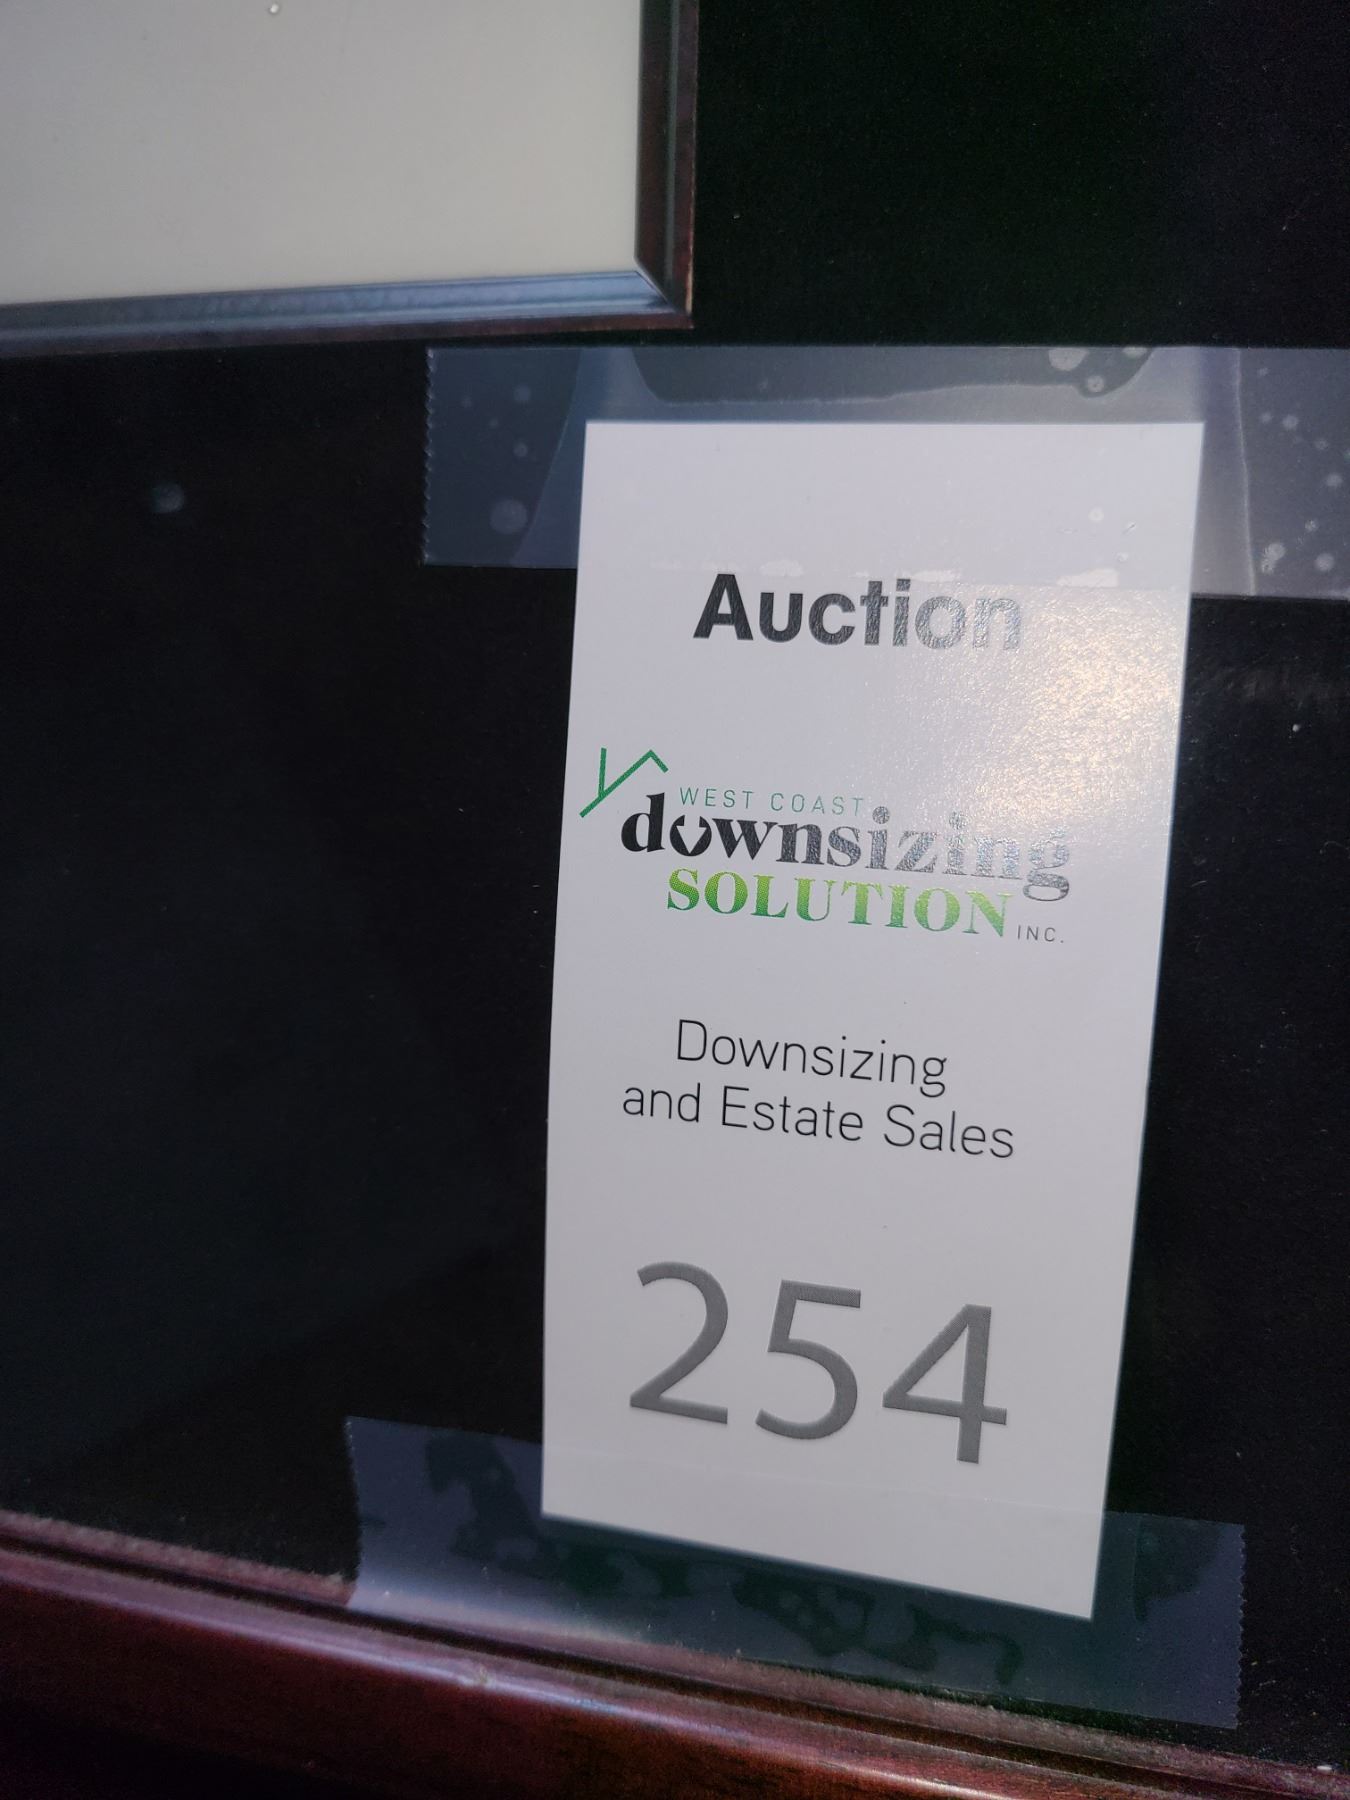 Auction
WEST COAST
downsizing
SOLUTION INC.
Downsizing
and Estate Sales
254